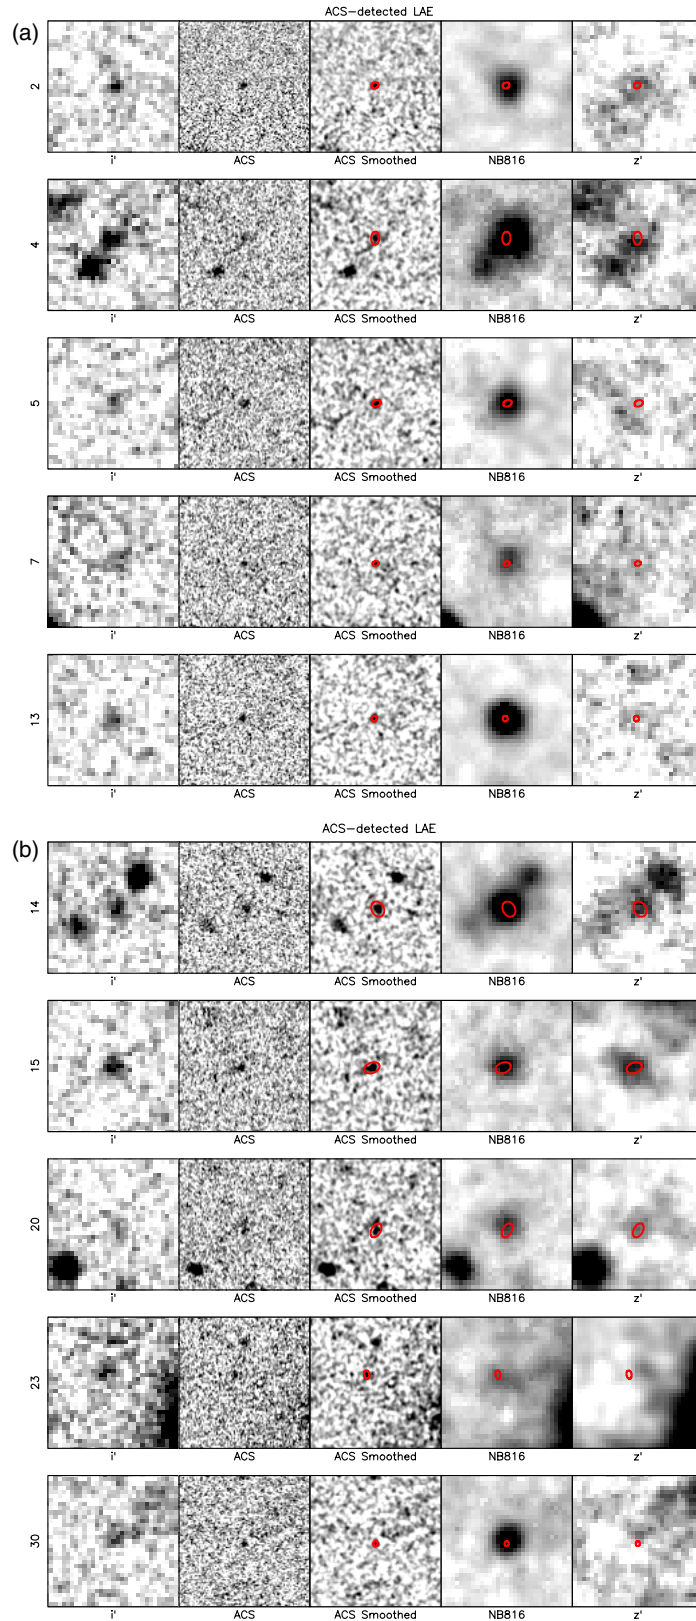 ACS-detected LAE
(a)
2
i' ACS ACS Smoothed NB816 z'
4
i' ACS ACS Smoothed NB816 z'
5
i' ACS ACS Smoothed NB816 z'
7
i' ACS ACS Smoothed NB816 z'
13
i' ACS ACS Smoothed NB816 z'
ACS-detected LAE
(b)
14
i' ACS ACS Smoothed NB816 z'
15
i' ACS ACS Smoothed NB816 z'
20
i' ACS ACS Smoothed NB816 z'
23
i' ACS ACS Smoothed NB816 z'
30
i' ACS ACS Smoothed NB816 z'